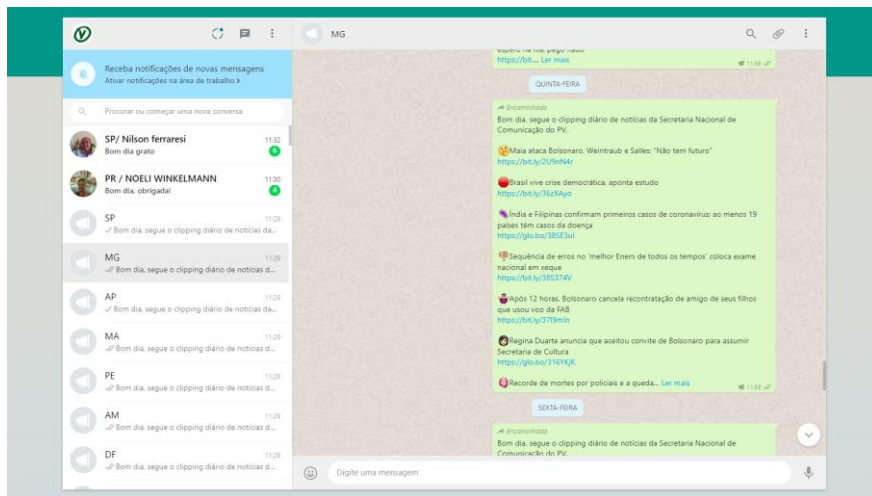 V
Receba notificações de novas mensagens
Ativar notificações na área de trabalho >
Procurar ou começar uma nova conversa
SP/ Nilson ferraresi
11:32
Bom dia grato
6
PR / NOELI WINKELMANN
11:30
Bom dia, obrigada!
4
SP
11:29
Bom dia, segue o clipping diário de notícias da...
MG
11:29
Bom dia, segue o clipping diário de notícias d...
AP
11:29
Bom dia, segue o clipping diário de notícias da...
MA
11:29
Bom dia, segue o clipping diário de notícias d...
PE
11:29
Bom dia, segue o clipping diário de notícias d...
AM
11:29
Bom dia, segue o clipping diário de notícias d...
DF
11:29
Bom dia, segue o clipping diário de notícias d...
MG
https://bit.... Ler mais
QUINTA-FEIRA
Encaminhada
Bom dia, segue o clipping diário de notícias da Secretaria Nacional de
Comunicação do PV.
Maia ataca Bolsonaro, Weintraub e Salles: "Não tem futuro"
https://bit.ly/2U9nN4r
Brasil vive crise democrática, aponta estudo
https://bit.ly/36zXAyo
Índia e Filipinas confirmam primeiros casos de coronavírus; ao menos 19
países têm casos da doença
https://glo.bo/38SE3uI
Sequência de erros no 'melhor Enem de todos os tempos' coloca exame
nacional em xeque
https://bit.ly/38S374V
Após 12 horas, Bolsonaro cancela recontratação de amigo de seus filhos
que usou voo da FAB
https://bit.ly/37I9min
Regina Duarte anuncia que aceitou convite de Bolsonaro para assumir
Secretaria de Cultura
https://glo.bo/316YKjK
Recorde de mortes por policiais e a queda... Ler mais
SEXTA-FEIRA
Encaminhada
Bom dia, segue o clipping diário de notícias da Secretaria Nacional de
Comunicação do PV.
Digite uma mensagem